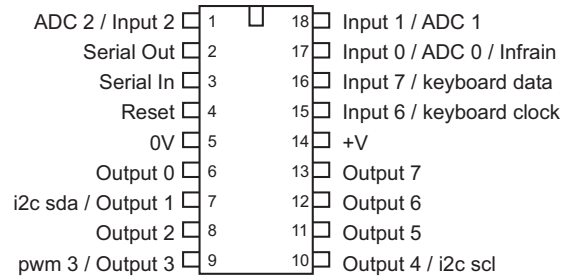 ADC 2 / Input 2 1 18 Input 1 / ADC 1
Serial Out 2 17 Input 0 / ADC 0 / Infrain
Serial In 3 16 Input 7 / keyboard data
Reset 4 15 Input 6 / keyboard clock
0V 5 14 +V
Output 0 6 13 Output 7
i2c sda / Output 1 7 12 Output 6
Output 2 8 11 Output 5
pwm 3 / Output 3 9 10 Output 4 / i2c scl